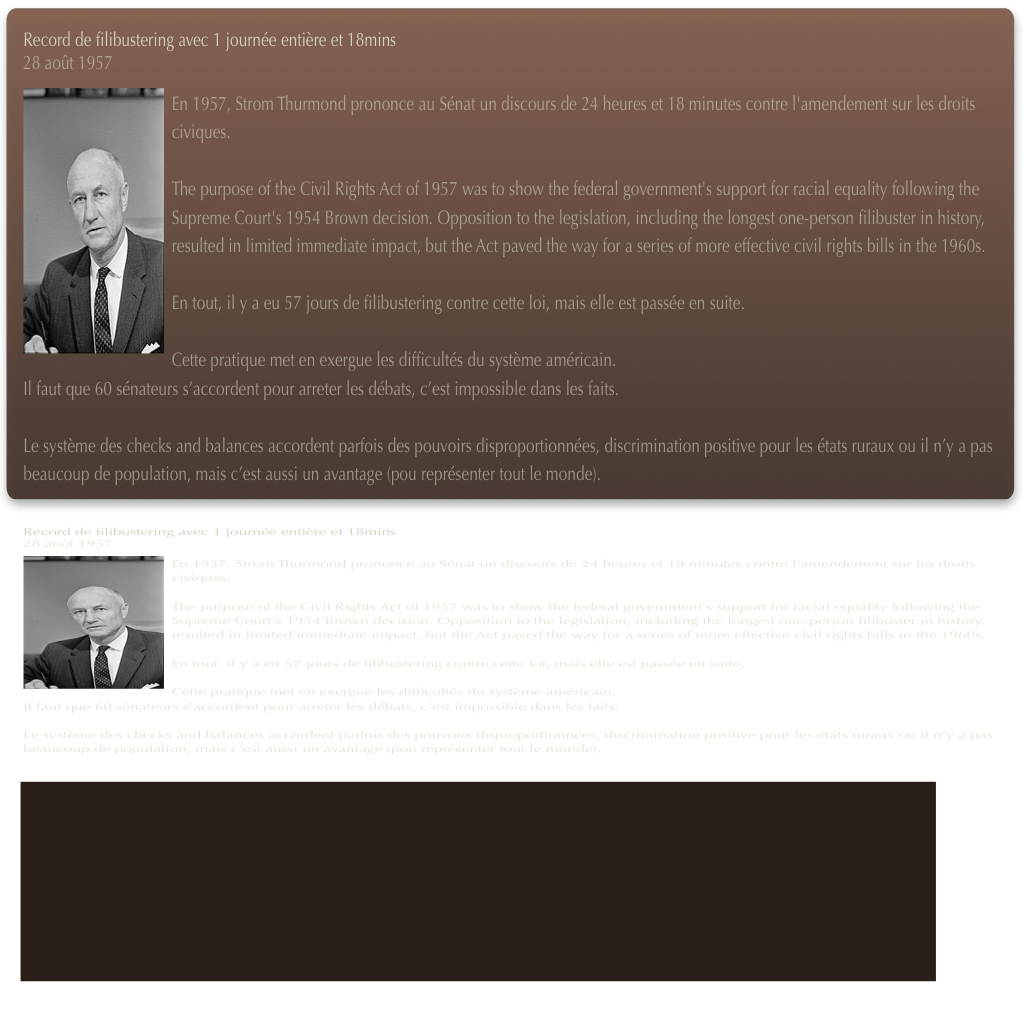 Record de filibustering avec 1 journée entière et 18mins
28 août 1957
En 1957, Strom Thurmond prononce au Sénat un discours de 24 heures et 18 minutes contre l'amendement sur les droits
civiques.
The purpose of the Civil Rights Act of 1957 was to show the federal government's support for racial equality following the
Supreme Court's 1954 Brown decision. Opposition to the legislation, including the longest one-person filibuster in history,
resulted in limited immediate impact, but the Act paved the way for a series of more effective civil rights bills in the 1960s.
En tout, il y a eu 57 jours de filibustering contre cette loi, mais elle est passée en suite.
Cette pratique met en exergue les difficultés du système américain.
Il faut que 60 sénateurs s’accordent pour arreter les débats, c’est impossible dans les faits.
Le système des checks and balances accordent parfois des pouvoirs disproportionnées, discrimination positive pour les états ruraux ou il n’y a pas
beaucoup de population, mais c’est aussi un avantage (pou représenter tout le monde).
Record de filibustering avec 1 journée entière et 18mins
28 août 1957
En 1957, Strom Thurmond prononce au Sénat un discours de 24 heures et 18 minutes contre l'amendement sur les droits
civiques.
The purpose of the Civil Rights Act of 1957 was to show the federal government's support for racial equality following the
Supreme Court's 1954 Brown decision. Opposition to the legislation, including the longest one-person filibuster in history,
resulted in limited immediate impact, but the Act paved the way for a series of more effective civil rights bills in the 1960s.
En tout, il y a eu 57 jours de filibustering contre cette loi, mais elle est passée en suite.
Cette pratique met en exergue les difficultés du système américain.
Il faut que 60 sénateurs s’accordent pour arreter les débats, c’est impossible dans les faits.
Le système des checks and balances accordent parfois des pouvoirs disproportionnées, discrimination positive pour les états ruraux ou il n’y a pas
beaucoup de population, mais c’est aussi un avantage (pou représenter tout le monde).